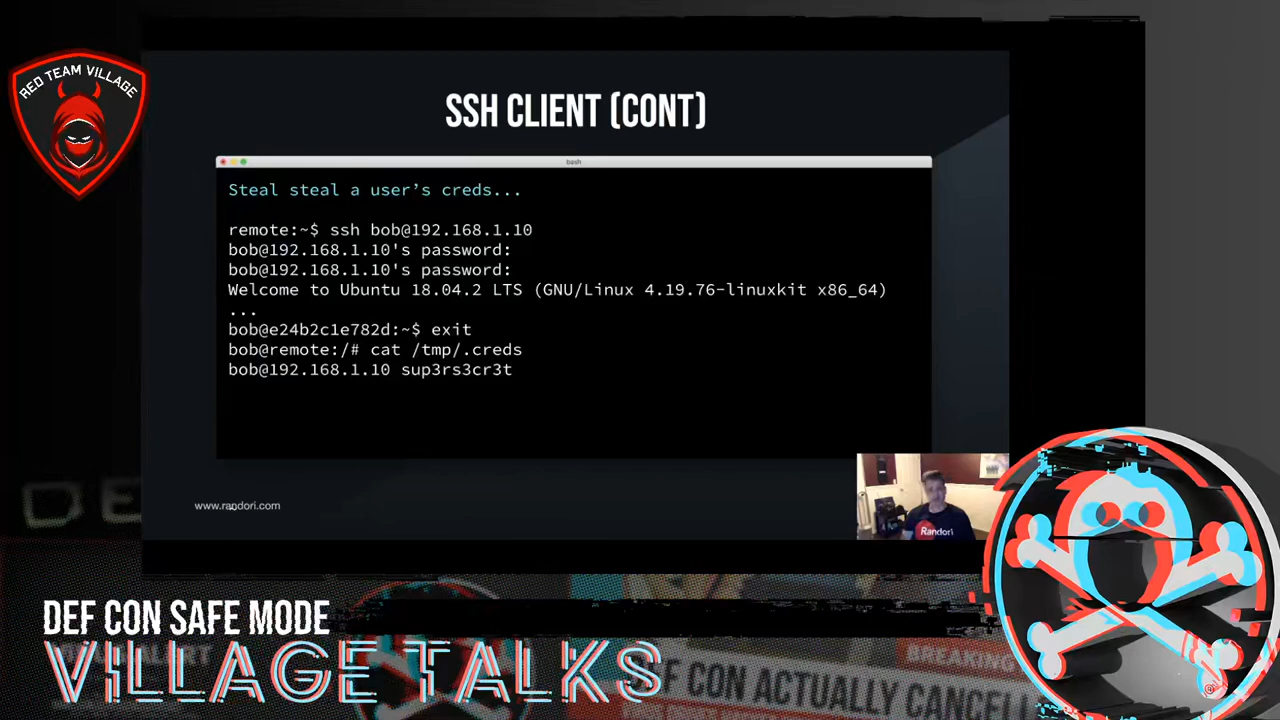 RED TEAM VILLAGE
SSH CLIENT (CONT)
bash
Steal steal a user's creds...
remote:~$ ssh bob@192.168.1.10
bob@192.168.1.10's password:
bob@192.168.1.10's password:
Welcome to Ubuntu 18.04.2 LTS (GNU/Linux 4.19.76-linuxkit x86_64)
...
bob@e24b2c1e782d:~$ exit
bob@remote:/# cat /tmp/.creds
bob@192.168.1.10 sup3rs3cr3t
www.randori.com
Randori
DE
DEF CON SAFE MODE
VILLAGE TALKS
BREAKING
EF CON ACTUALLY CANCELL